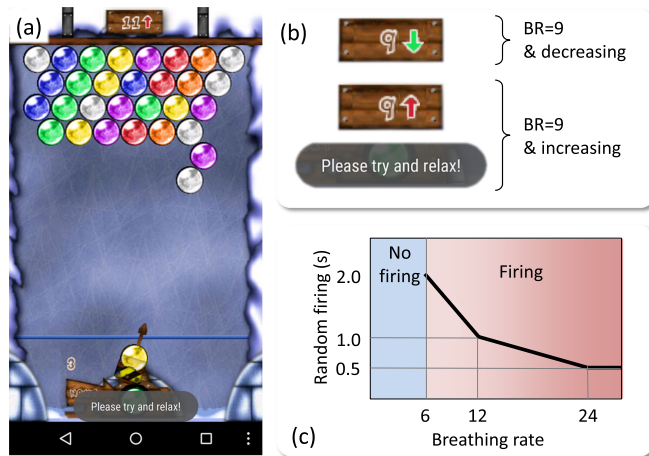 (a)
11
3
Please try and relax!
(b)
9
BR=9
& decreasing
9
BR=9
& increasing
Please try and relax!
(c)
Random firing (s)
2.0
1.0
0.5
No
firing
Firing
6
12
24
Breathing rate